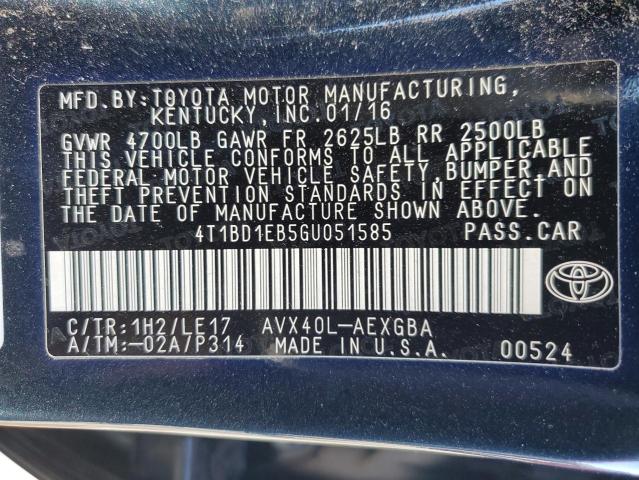 MFD.BY:TOYOTA MOTOR MANUFACTURING,
KENTUCKY,INC.01/16
GVWR 4700LB GAWR FR 2625LB RR 2500LB
THIS VEHICLE CONFORMS TO ALL APPLICABLE
FEDERAL MOTOR VEHICLE SAFETY,BUMPER,AND
THEFT PREVENTION STANDARDS IN EFFECT ON
THE DATE OF MANUFACTURE SHOWN ABOVE.
4T1BD1EB5GU051585 PASS.CAR
C/TR:1H2/LE17 AVX40L-AEXGBA
A/TM:-02A/P314 MADE IN U.S.A. 00524